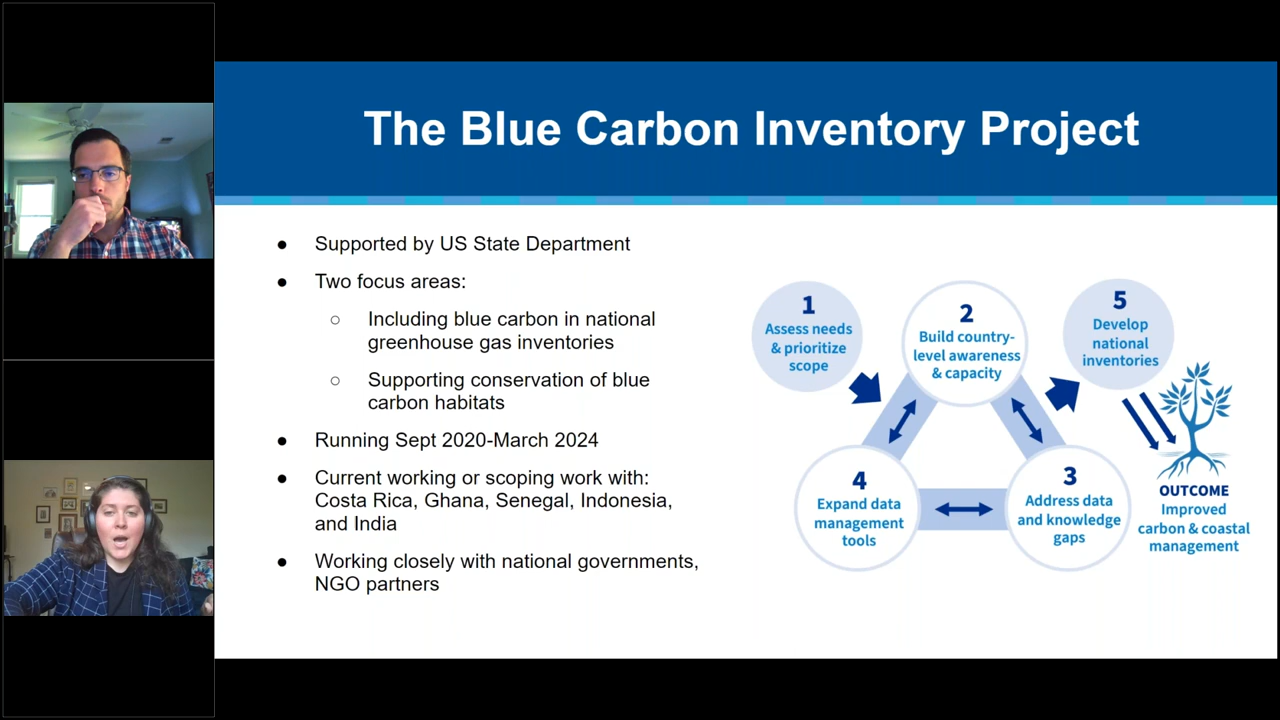 The Blue Carbon Inventory Project
● Supported by US State Department
● Two focus areas:
○ Including blue carbon in national
greenhouse gas inventories
○ Supporting conservation of blue
carbon habitats
● Running Sept 2020-March 2024
● Current working or scoping work with:
Costa Rica, Ghana, Senegal, Indonesia,
and India
● Working closely with national governments,
NGO partners
1
Assess needs
& prioritize
scope
2
Build country-
level awareness
& capacity
3
Address data
and knowledge
gaps
4
Expand data
management
tools
5
Develop
national
inventories
OUTCOME
Improved
carbon & coastal
management